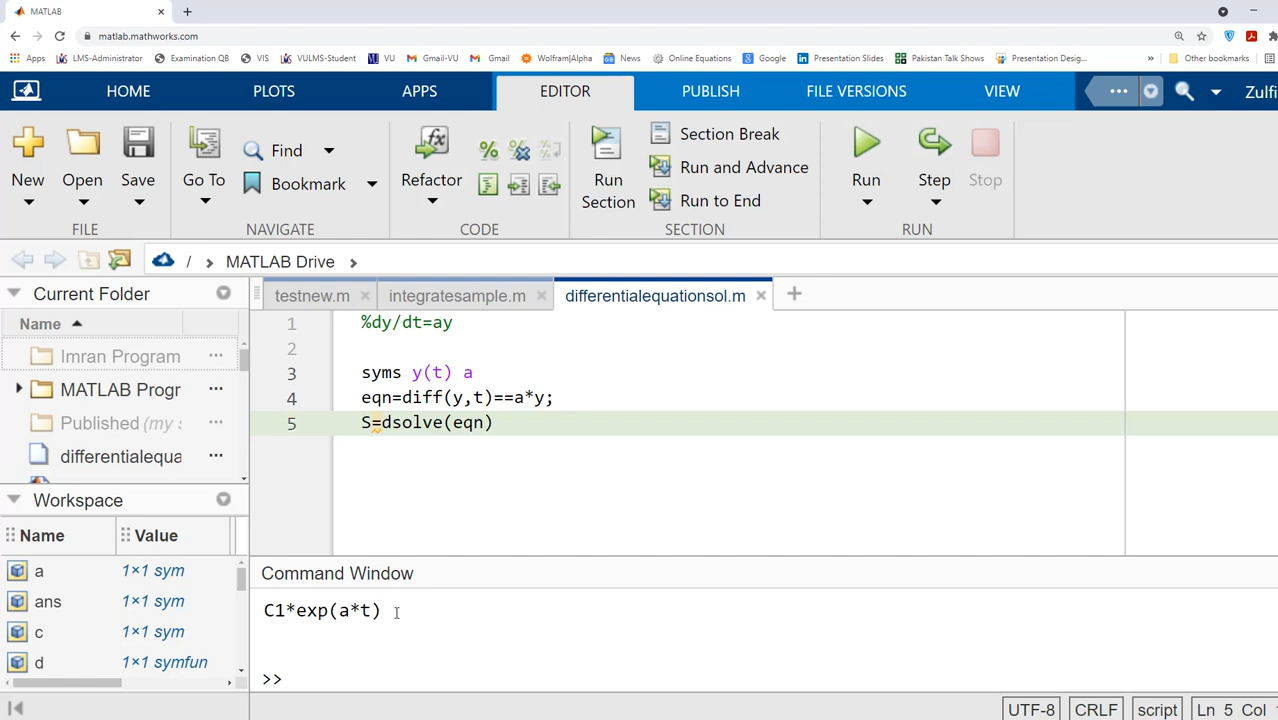 MATLAB
matlab.mathworks.com
Apps LMS-Administrator Examination QB VIS VULMS-Student VU Gmail-VU Gmail Wolfram|Alpha News Online Equations Google Presentation Slides Pakistan Talk Shows Presentation Desig... » Other bookmarks
HOME PLOTS APPS EDITOR PUBLISH FILE VERSIONS VIEW ••• Zulfi
Find Section Break
Bookmark Run and Advance
New Open Save Go To Refactor Run Section Run to End Run Step Stop
FILE NAVIGATE CODE SECTION RUN
/ MATLAB Drive
Current Folder
testnew.m integratesample.m differentialequationsol.m
Name
Imran Program ...
MATLAB Progr ...
Published (my s ...
differentialequa ...
1 %dy/dt=ay
2
3 syms y(t) a
4 eqn=diff(y,t)==a*y;
5 S=dsolve(eqn)
Workspace
Name Value
a 1×1 sym
ans 1×1 sym
c 1×1 sym
d 1×1 symfun
Command Window
C1*exp(a*t)
>>
UTF-8 CRLF script Ln 5 Col